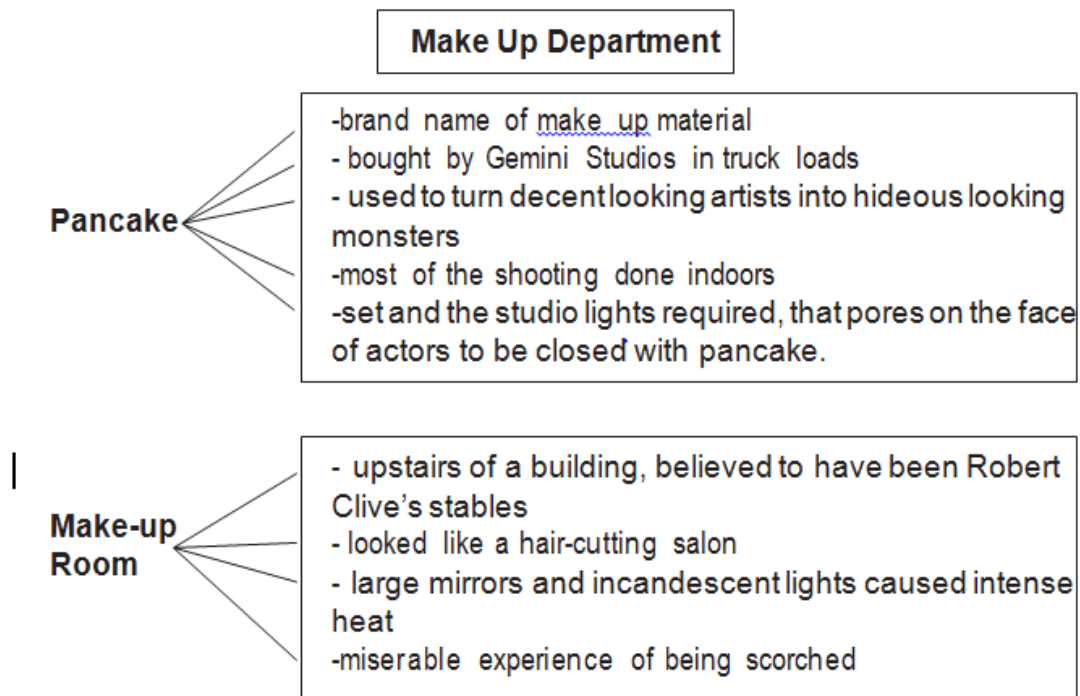 Make Up Department
-brand name of make up material
- bought by Gemini Studios in truck loads
- used to turn decent looking artists into hideous looking
monsters
-most of the shooting done indoors
-set and the studio lights required, that pores on the face
of actors to be closed with pancake.
Pancake
- upstairs of a building, believed to have been Robert
Clive's stables
- looked like a hair-cutting salon
- large mirrors and incandescent lights caused intense
heat
-miserable experience of being scorched
Make-up
Room